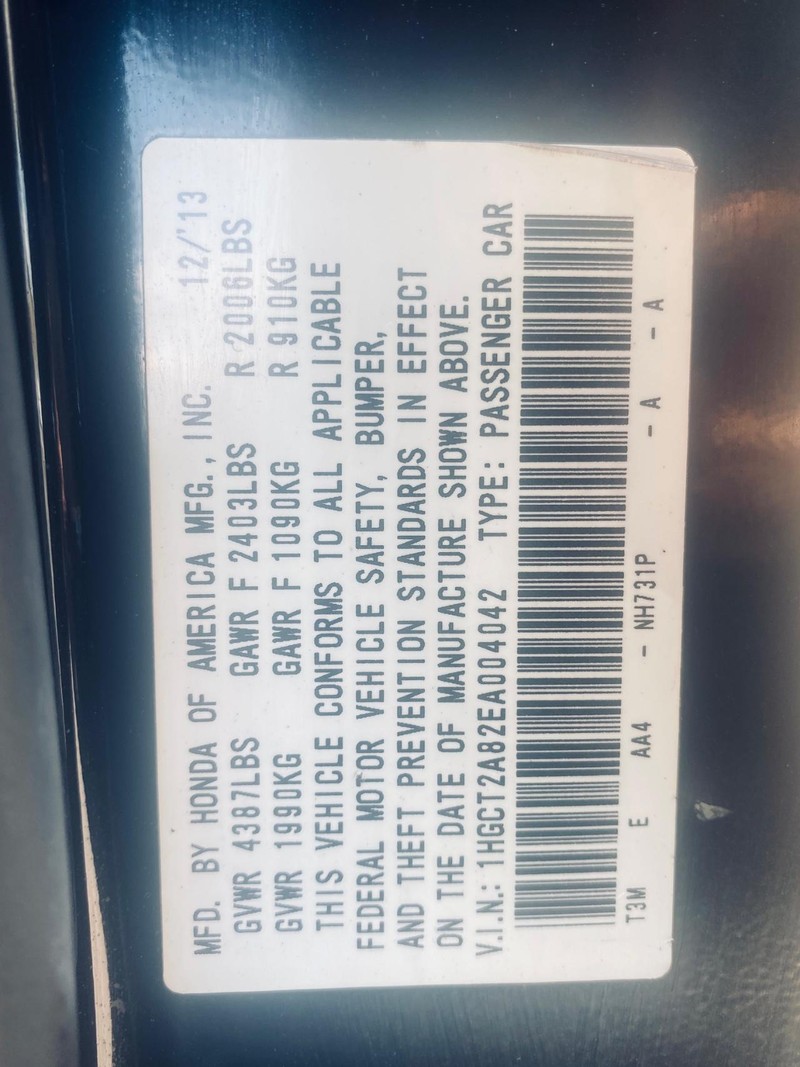 MFD. BY HONDA OF AMERICA MFG., INC. 12/'13
GVWR 4387LBS GAWR F 2403LBS R 2006LBS
GVWR 1990KG GAWR F 1090KG R 910KG
THIS VEHICLE CONFORMS TO ALL APPLICABLE
FEDERAL MOTOR VEHICLE SAFETY, BUMPER,
AND THEFT PREVENTION STANDARDS IN EFFECT
ON THE DATE OF MANUFACTURE SHOWN ABOVE.
V.I.N.: 1HGCT2A82EA004042 TYPE: PASSENGER CAR
T3M E AA4 - NH731P - A - A